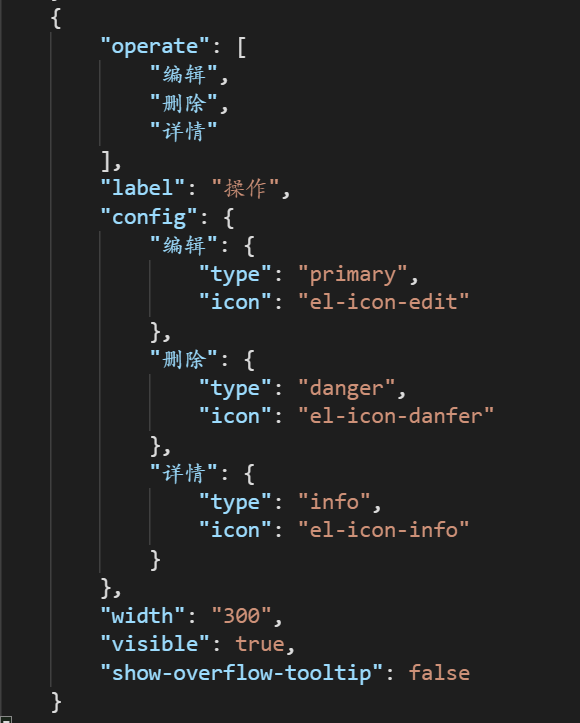 {
"operate": [
"编辑",
"删除",
"详情"
],
"label": "操作",
"config": {
"编辑": {
"type": "primary",
"icon": "el-icon-edit"
},
"删除": {
"type": "danger",
"icon": "el-icon-danfer"
},
"详情": {
"type": "info",
"icon": "el-icon-info"
}
},
"width": "300",
"visible": true,
"show-overflow-tooltip": false
}